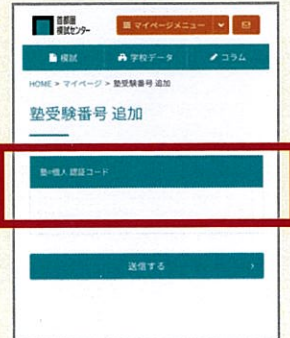 首都圏
模試センター
マイページメニュー
模試
学校データ
コラム
HOME > マイページ > 塾受験番号 追加
塾受験番号 追加
塾⇒個人 認証コード
送信する